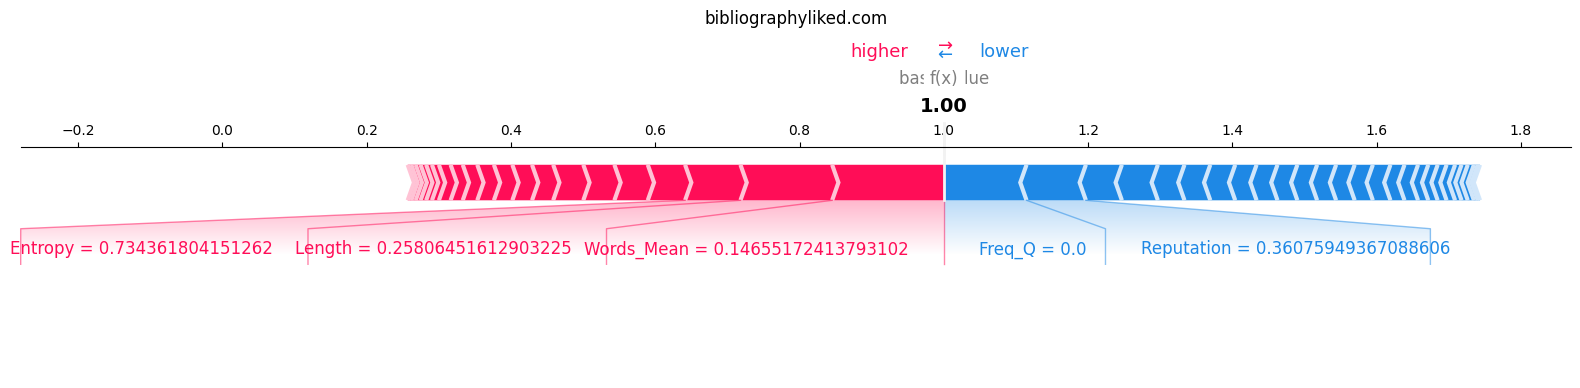 bibliographyliked.com
higher → ← lower
f(x)
1.00
−0.2 0.0 0.2 0.4 0.6 0.8 1.0 1.2 1.4 1.6 1.8
Entropy = 0.734361804151262 Length = 0.25806451612903225 Words_Mean = 0.14655172413793102 Freq_Q = 0.0 Reputation = 0.36075949367088606